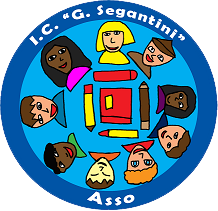 I.C. "G. Segantini"
Asso